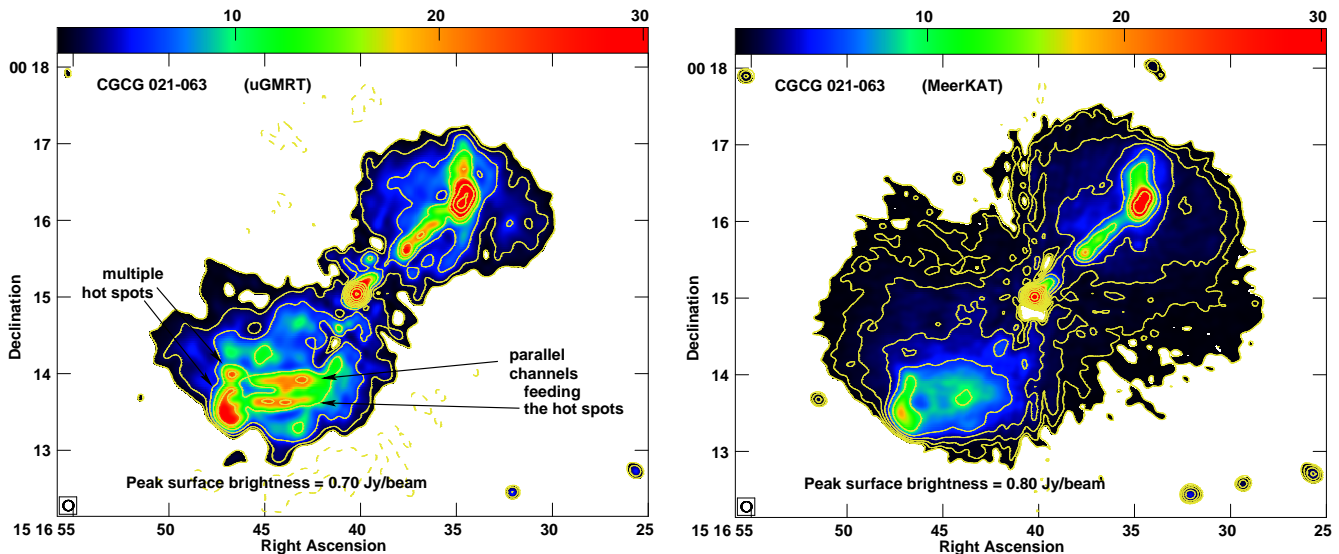 10 20 30
CGCG 021-063 (uGMRT)
00 18
17
16
15
14
13
Declination
multiple
hot spots
parallel
channels
feeding
the hot spots
Peak surface brightness = 0.70 Jy/beam
15 16 55 50 45 40 35 30 25
Right Ascension
10 20 30
CGCG 021-063 (MeerKAT)
00 18
17
16
15
14
13
Declination
Peak surface brightness = 0.80 Jy/beam
15 16 55 50 45 40 35 30 25
Right Ascension